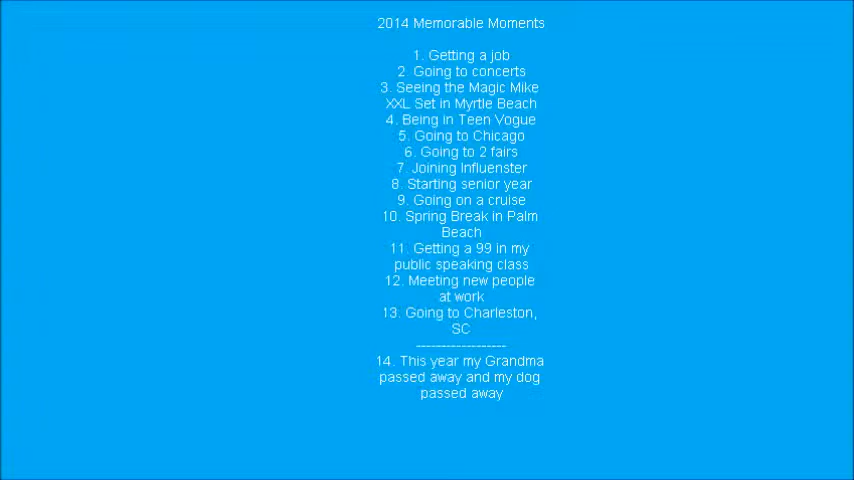 2014 Memorable Moments
1. Getting a job
2. Going to concerts
3. Seeing the Magic Mike
XXL Set in Myrtle Beach
4. Being in Teen Vogue
5. Going to Chicago
6. Going to 2 fairs
7. Joining Influenster
8. Starting senior year
9. Going on a cruise
10. Spring Break in Palm
Beach
11. Getting a 99 in my
public speaking class
12. Meeting new people
at work
13. Going to Charleston,
SC
------------------
14. This year my Grandma
passed away and my dog
passed away